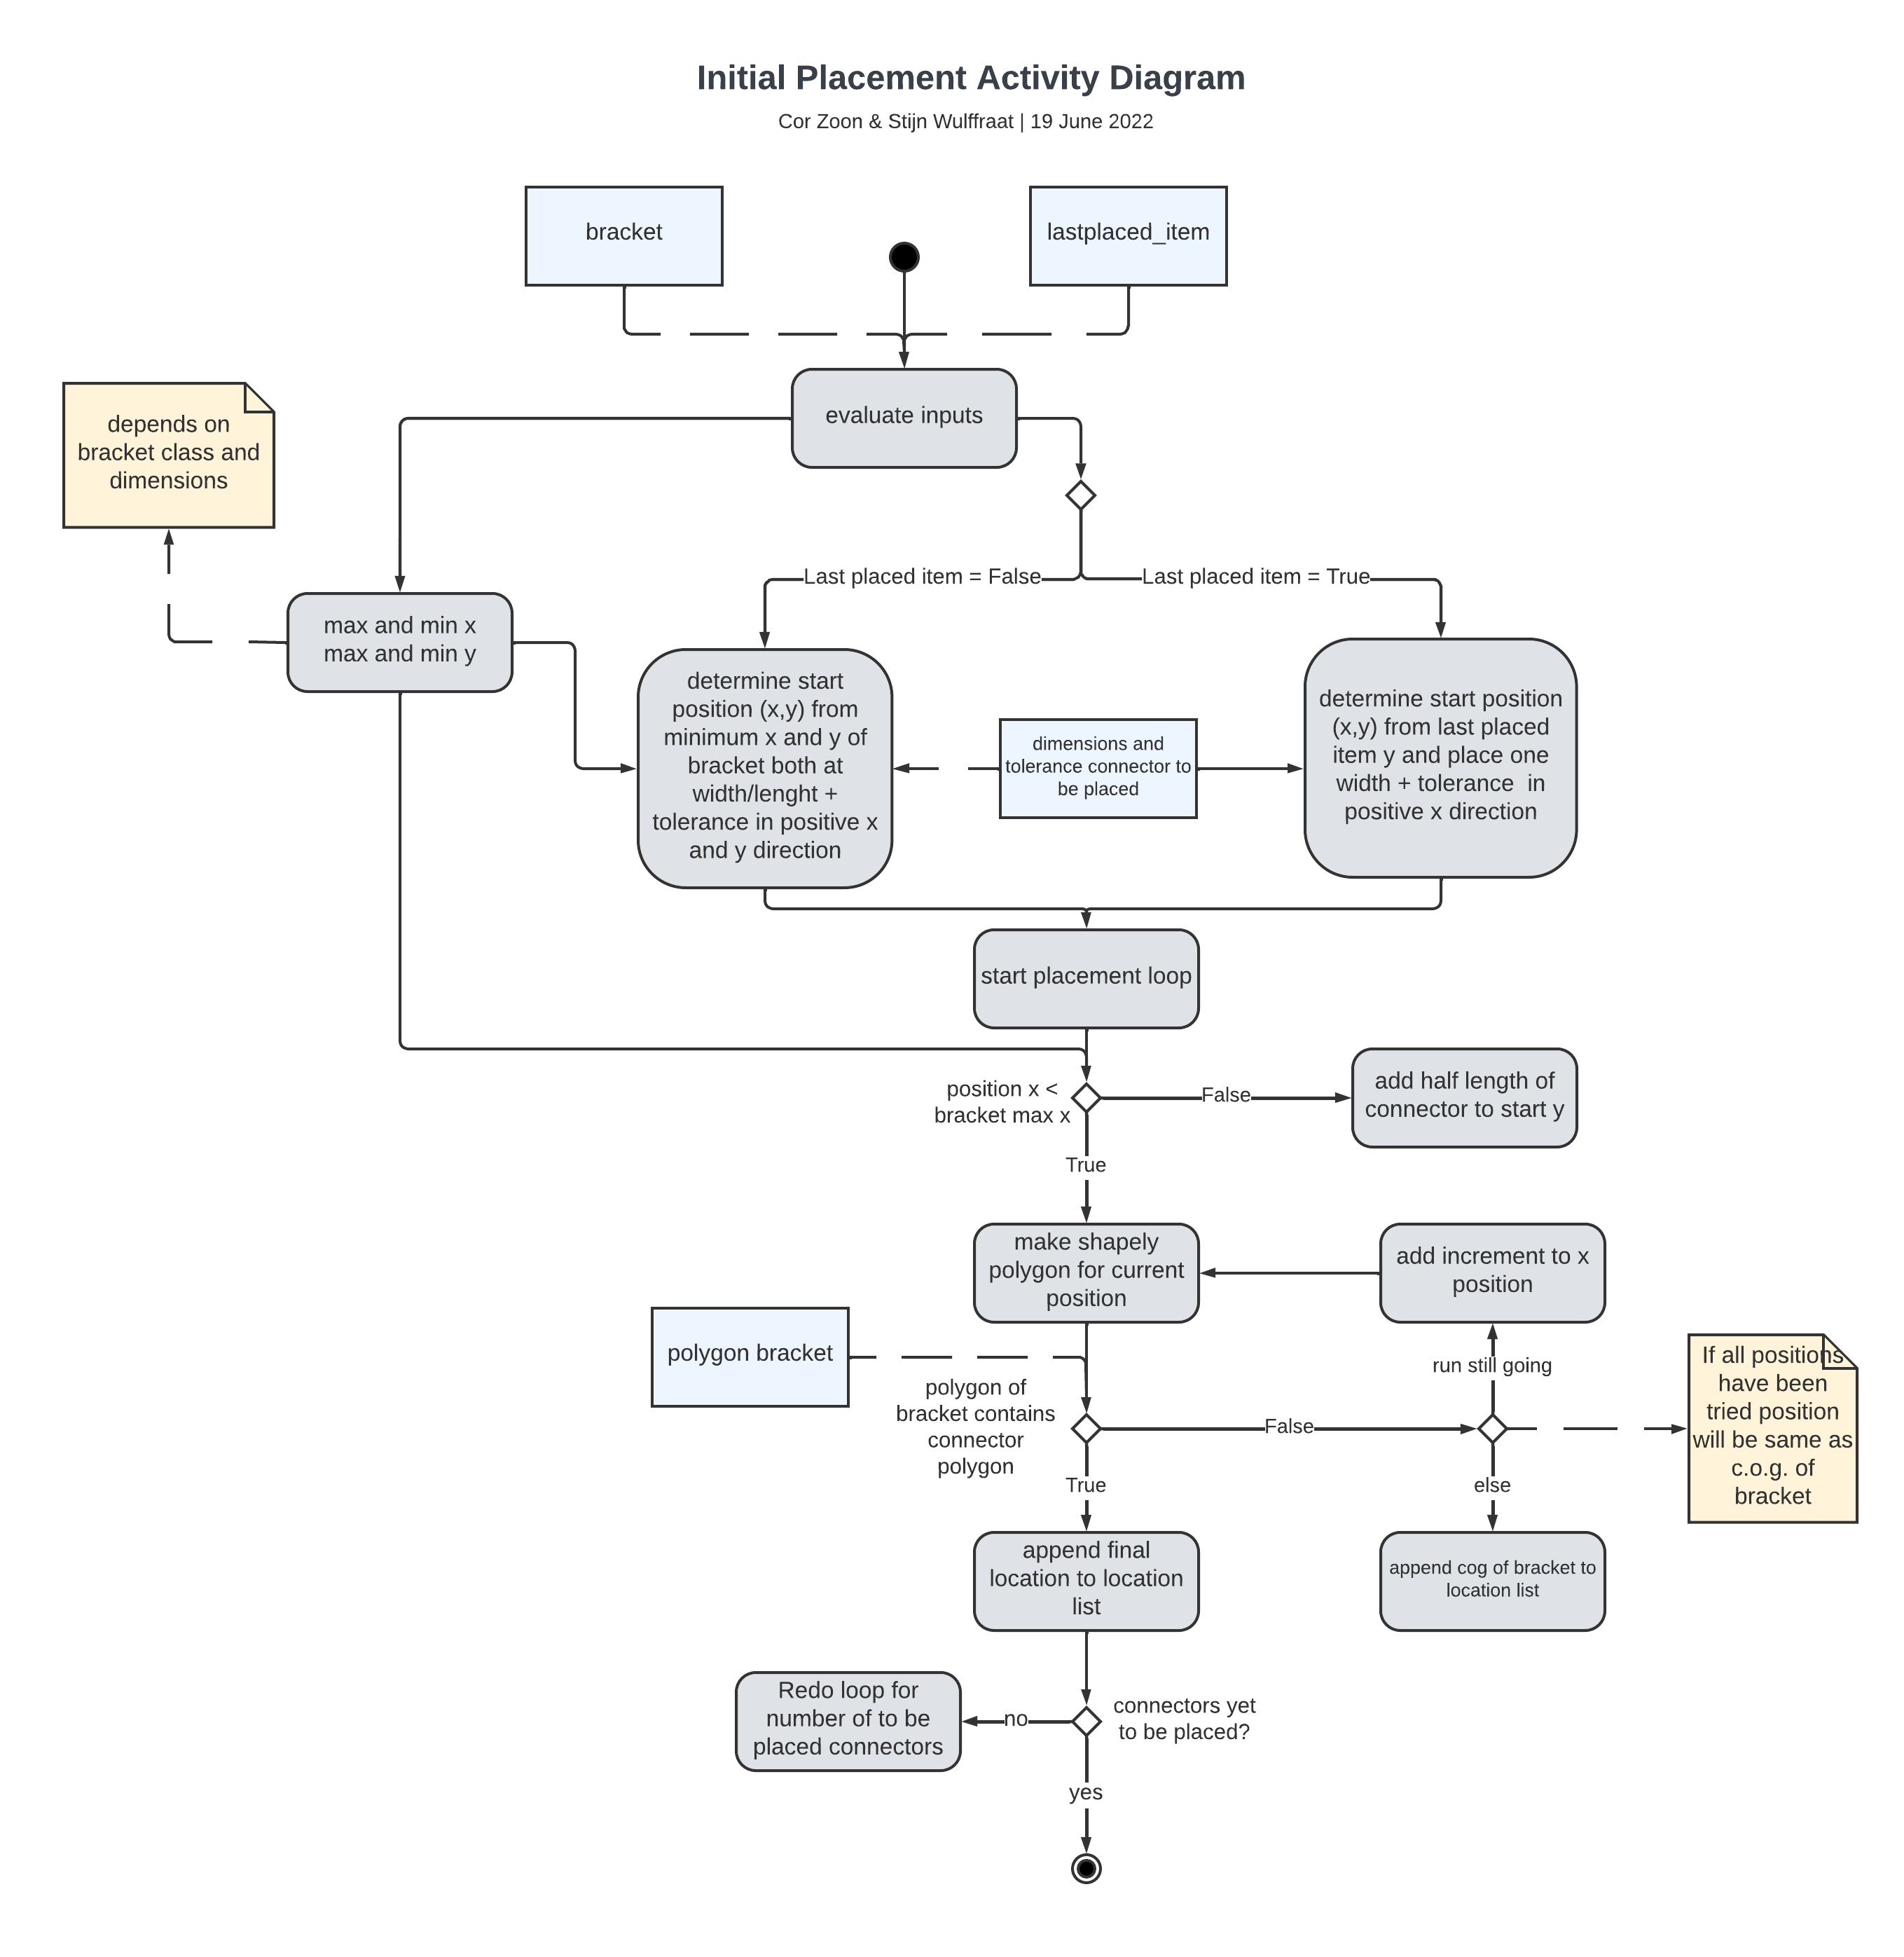 Initial Placement Activity Diagram
Cor Zoon & Stijn Wulffraat | 19 June 2022
bracket
lastplaced_item
evaluate inputs
depends on
bracket class and
dimensions
Last placed item = False
Last placed item = True
max and min x
max and min y
determine start
position (x,y) from
minimum x and y of
bracket both at
width/lenght +
tolerance in positive x
and y direction
dimensions and
tolerance connector to
be placed
determine start position
(x,y) from last placed
item y and place one
width + tolerance  in
positive x direction
start placement loop
position x <
bracket max x
False
add half length of
connector to start y
True
make shapely
polygon for current
position
add increment to x
position
polygon bracket
run still going
polygon of
bracket contains
connector
polygon
False
If all positions
have been
tried position
will be same as
c.o.g. of
bracket
True
else
append final
location to location
list
append cog of bracket to
location list
Redo loop for
number of to be
placed connectors
no
connectors yet
to be placed?
yes